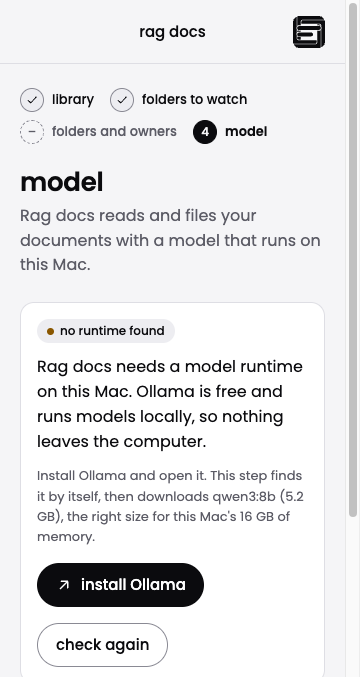 rag docs
library
folders to watch
folders and owners
4 model
model
Rag docs reads and files your
documents with a model that runs on
this Mac.
no runtime found
Rag docs needs a model runtime
on this Mac. Ollama is free and
runs models locally, so nothing
leaves the computer.
Install Ollama and open it. This step finds
it by itself, then downloads qwen3:8b (5.2
GB), the right size for this Mac's 16 GB of
memory.
install Ollama
check again